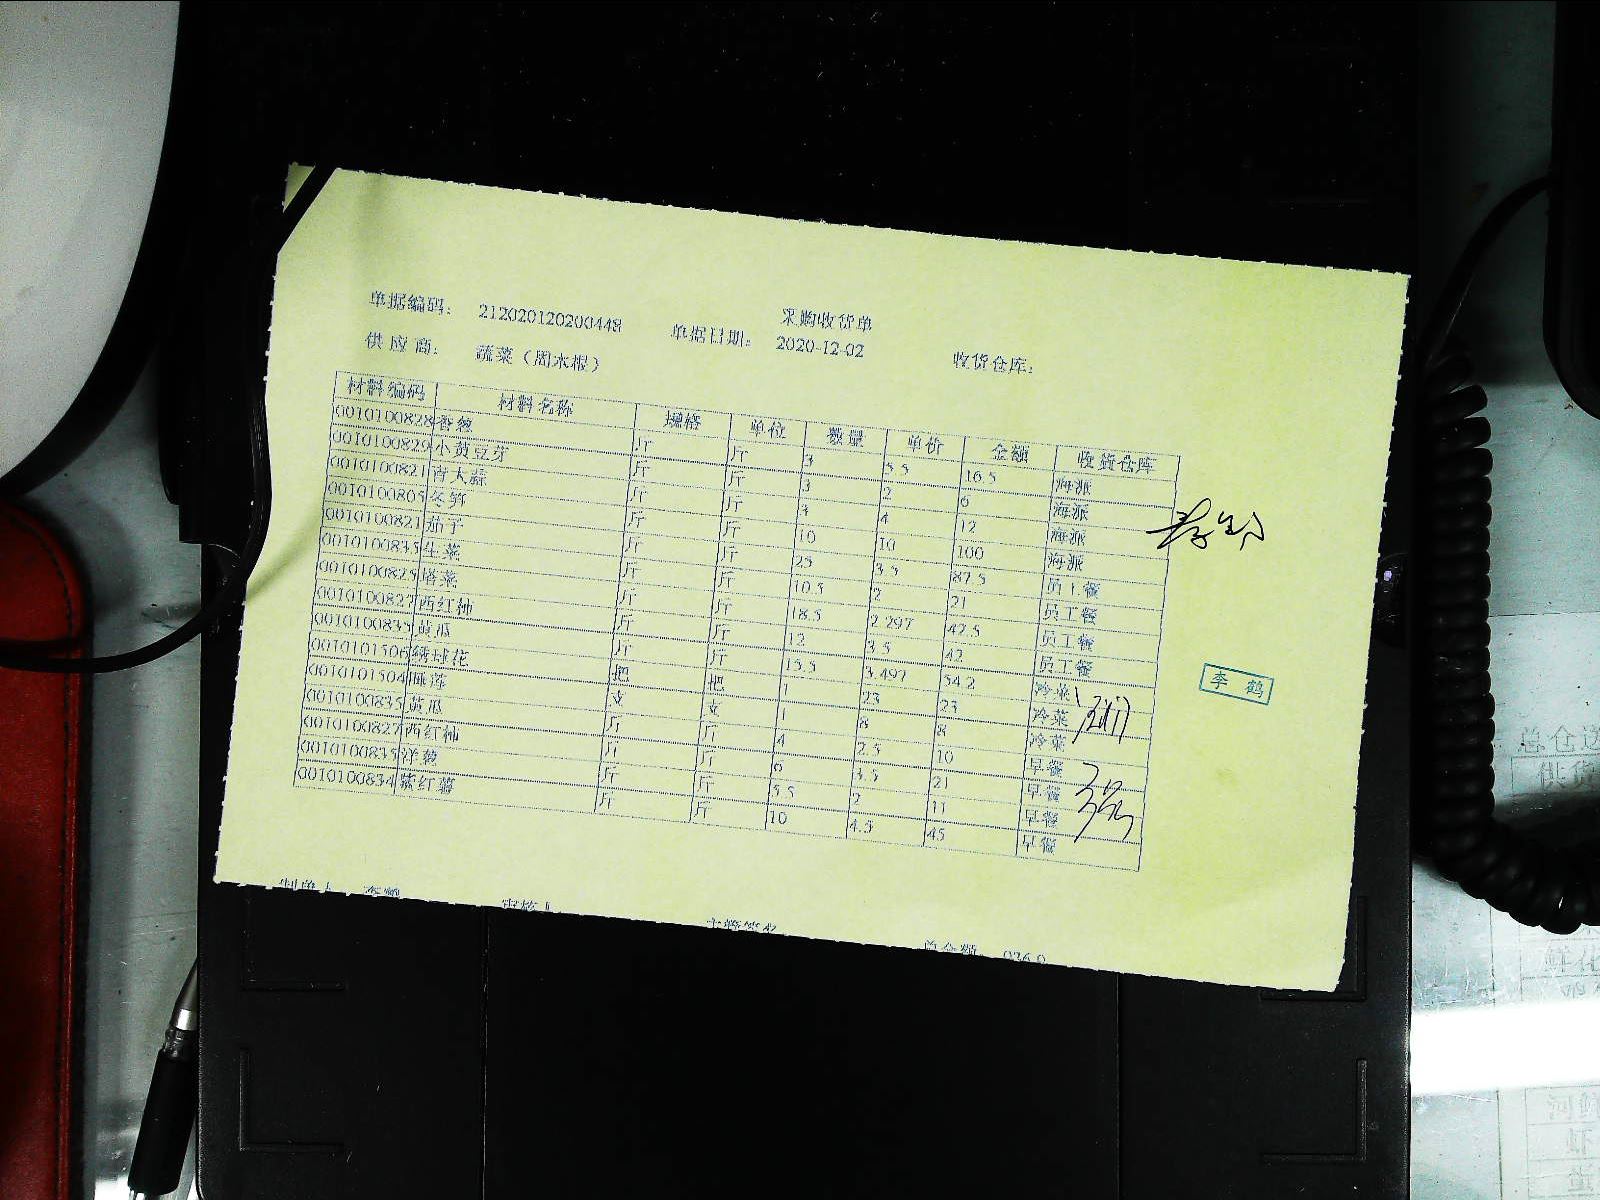 采购收货单
单据编码： 212020120200448 单据日期： 2020-12-02 收货仓库：
供应商： 蔬菜（周水根）
材料编码 材料名称 规格 单位 数量 单价 金额 收货仓库
0010100828 香葱 斤 斤 3 5.5 16.5 海派
0010100829 小黄豆芽 斤 斤 3 2 6 海派
0010100821 青大蒜 斤 斤 3 4 12 海派
0010100805 冬笋 斤 斤 10 10 100 海派
0010100821 茄子 斤 斤 25 3.5 87.5 员工餐
0010100835 生菜 斤 斤 10.5 2 21 员工餐
0010100825 塔菜 斤 斤 18.5 2.297 42.5 员工餐
0010100827 西红柿 斤 斤 12 3.5 42 员工餐
0010100835 黄瓜 斤 斤 15.5 3.497 54.2 冷菜
0010101506 绣球花 把 把 1 23 23 冷菜
0010101504 睡莲 支 支 1 8 8 冷菜
0010100835 黄瓜 斤 斤 4 2.5 10 早餐
0010100827 西红柿 斤 斤 6 3.5 21 早餐
0010100835 洋葱 斤 斤 5.5 2 11 早餐
0010100834 紫红薯 斤 斤 10 4.5 45 早餐
李鹤